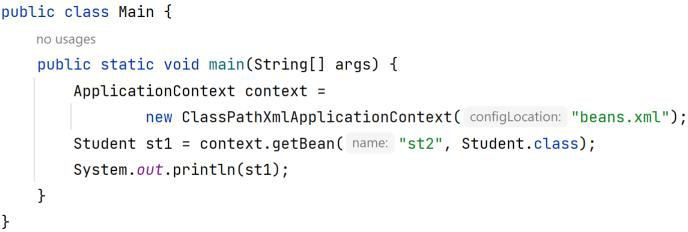 public class Main {
no usages
public static void main(String[] args) {
ApplicationContext context =
new ClassPathXmlApplicationContext( configLocation: "beans.xml");
Student st1 = context.getBean( name: "st2", Student.class);
System.out.println(st1);
}
}